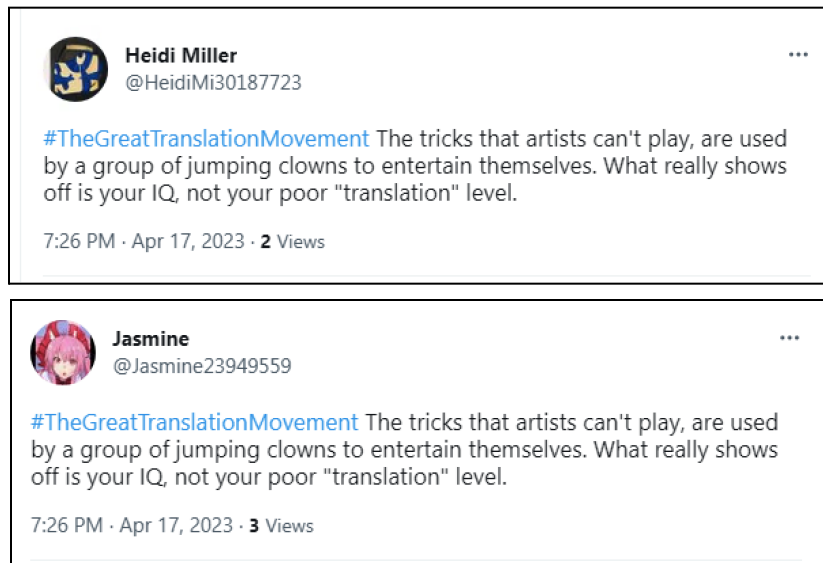 Heidi Miller
@HeidiMi30187723
#TheGreatTranslationMovement The tricks that artists can't play, are used
by a group of jumping clowns to entertain themselves. What really shows
off is your IQ, not your poor "translation" level.
7:26 PM · Apr 17, 2023 · 2 Views
Jasmine
@Jasmine23949559
#TheGreatTranslationMovement The tricks that artists can't play, are used
by a group of jumping clowns to entertain themselves. What really shows
off is your IQ, not your poor "translation" level.
7:26 PM · Apr 17, 2023 · 3 Views